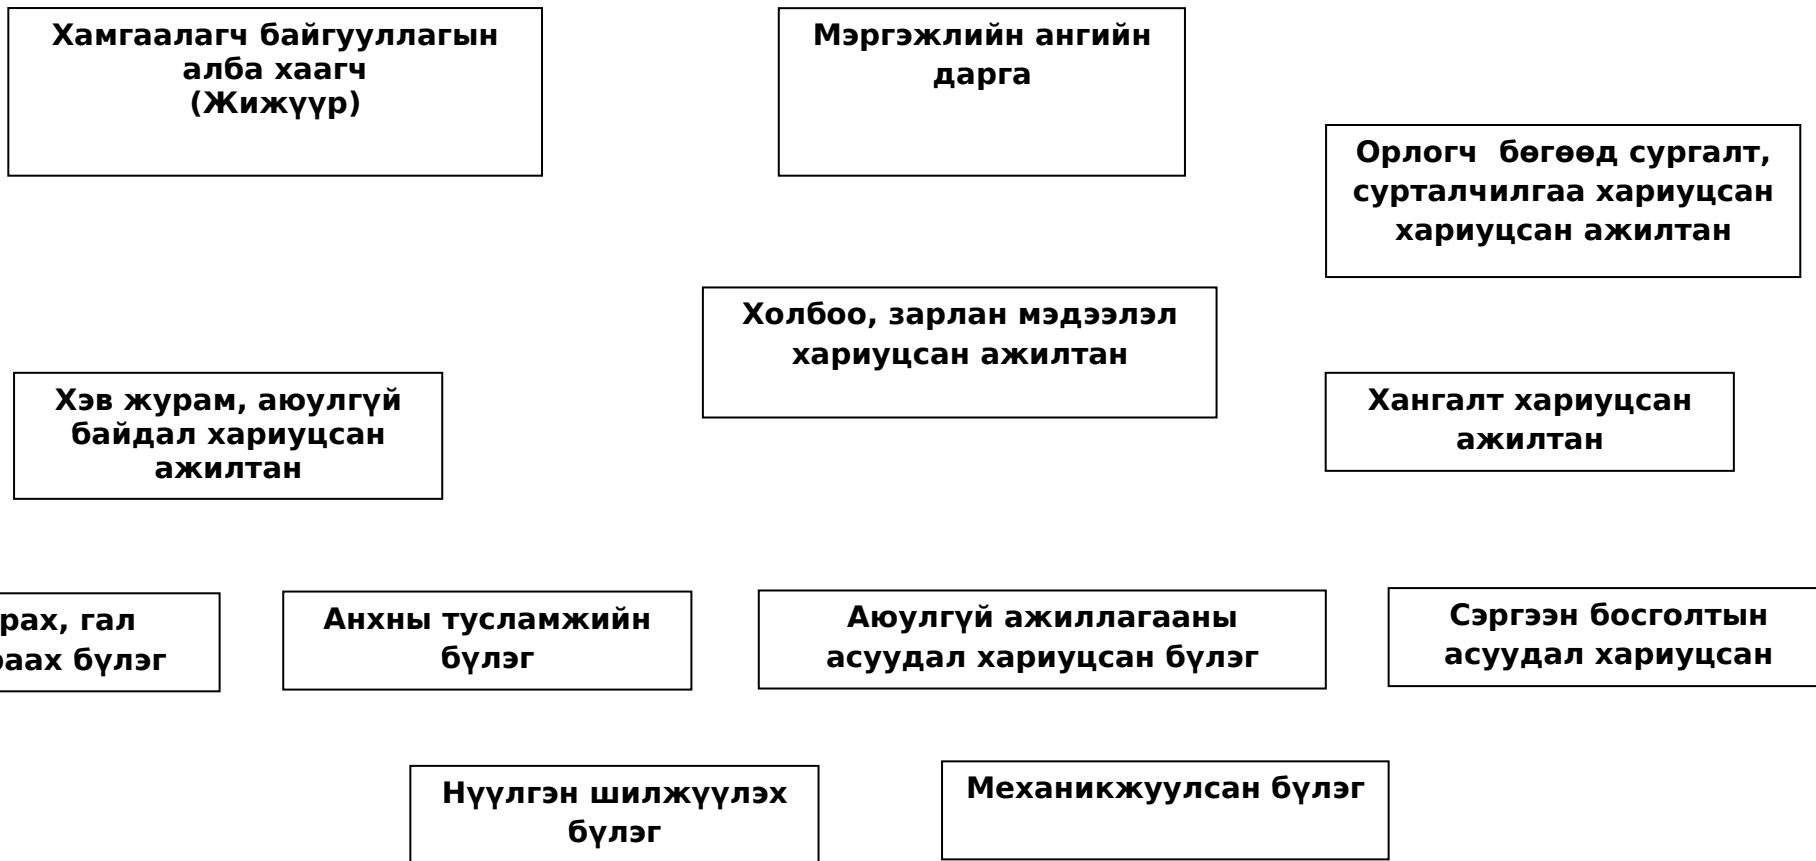 Хамгаалагч байгууллагын
алба хаагч
(Жижүүр)
Мэргэжлийн ангийн
дарга
Орлогч бөгөөд сургалт,
сурталчилгаа хариуцсан
хариуцсан ажилтан
Холбоо, зарлан мэдээлэл
хариуцсан ажилтан
Хэв журам, аюулгүй
байдал хариуцсан
ажилтан
Хангалт хариуцсан
ажилтан
гал
бүлэг
Анхны тусламжийн
бүлэг
Аюулгүй ажиллагааны
асуудал хариуцсан бүлэг
Сэргээн босголтын
асуудал хариуцсан
Нүүлгэн шилжүүлэх
бүлэг
Механикжуулсан бүлэг